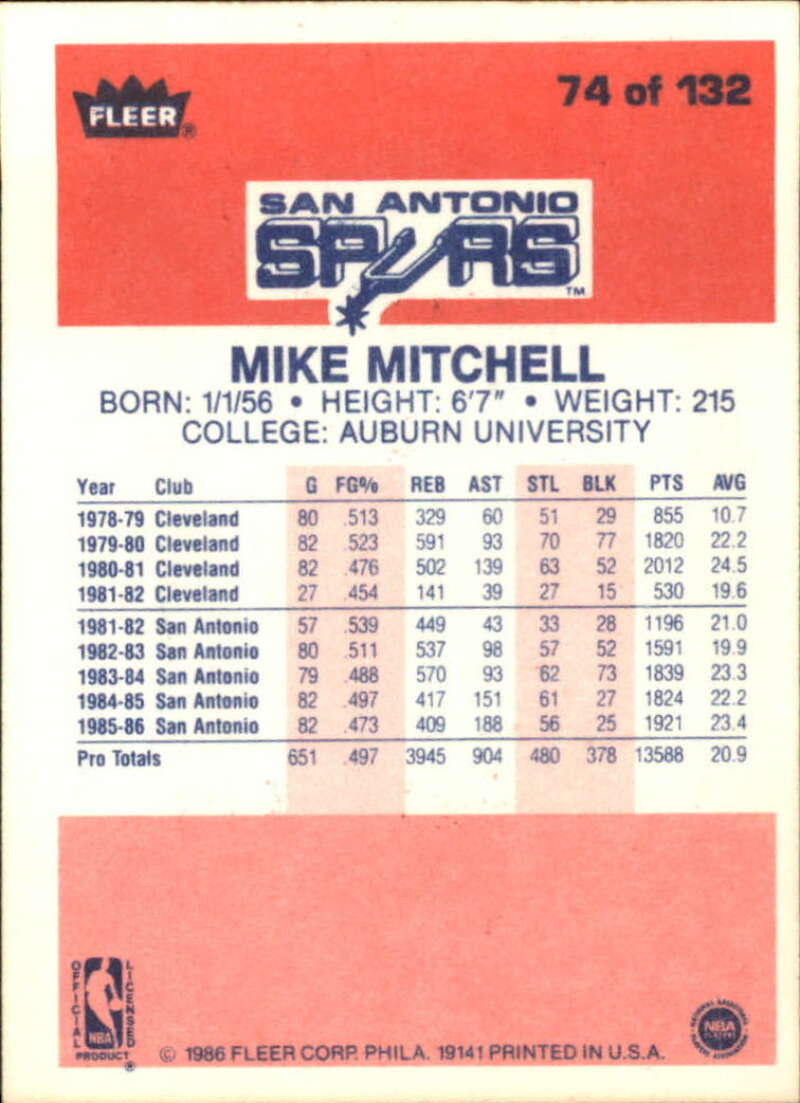 FLEER®
74 of 132
SAN ANTONIO
SPURS
TM
MIKE MITCHELL
BORN: 1/1/56 • HEIGHT: 6'7" • WEIGHT: 215
COLLEGE: AUBURN UNIVERSITY
Year Club G FG% REB AST STL BLK PTS AVG
1978-79 Cleveland 80 .513 329 60 51 29 855 10.7
1979-80 Cleveland 82 .523 591 93 70 77 1820 22.2
1980-81 Cleveland 82 .476 502 139 63 52 2012 24.5
1981-82 Cleveland 27 .454 141 39 27 15 530 19.6
1981-82 San Antonio 57 .539 449 43 33 28 1196 21.0
1982-83 San Antonio 80 .511 537 98 57 52 1591 19.9
1983-84 San Antonio 79 .488 570 93 62 73 1839 23.3
1984-85 San Antonio 82 .497 417 151 61 27 1824 22.2
1985-86 San Antonio 82 .473 409 188 56 25 1921 23.4
Pro Totals 651 .497 3945 904 480 378 13588 20.9
OFFICIAL
LICENSED
NBA
PRODUCT®
© 1986 FLEER CORP. PHILA. 19141 PRINTED IN U.S.A.
NATIONAL BASKETBALL
NBA
PLAYERS
PLAYERS ASSOCIATION